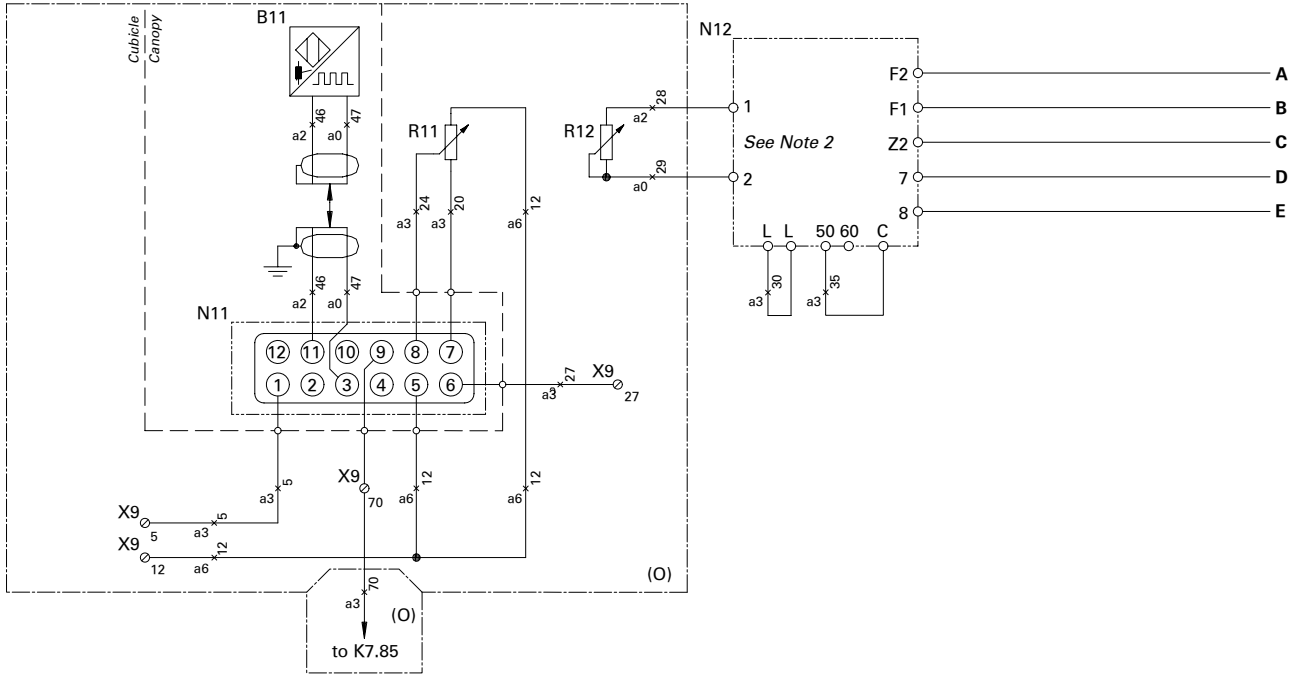 Cubicle
Canopy
B11
N12
F2 A
F1 B
Z2 C
7 D
8 E
1
See Note 2
2
L L 50 60 C
30
a3
35
a3
46 47
a2 a0
R11
R12
28
a2
29
a0
24 20 12
a3 a3 a6
46 47
a2 a0
N11
12 11 10 9 8 7
1 2 3 4 5 6
27
a3
X9
27
5
a3
X9
70
12
a6
12
a6
X9
5
5
a3
X9
12
12
a6
(O)
70
a3
(O)
to K7.85